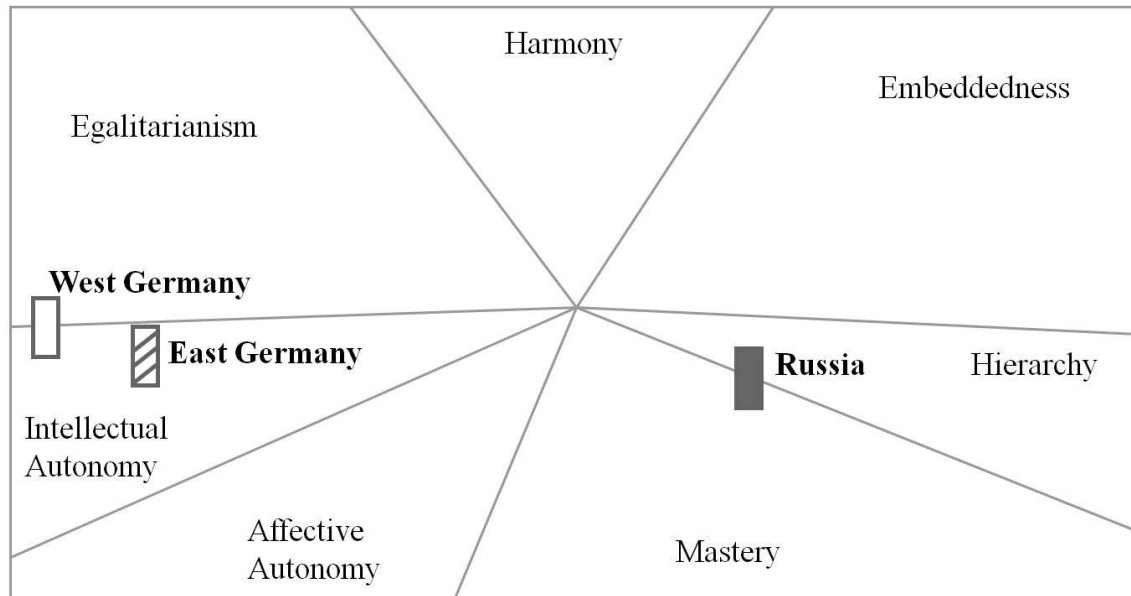 Harmony
Embeddedness
Egalitarianism
West Germany
East Germany
Russia
Hierarchy
Intellectual
Autonomy
Affective
Autonomy
Mastery